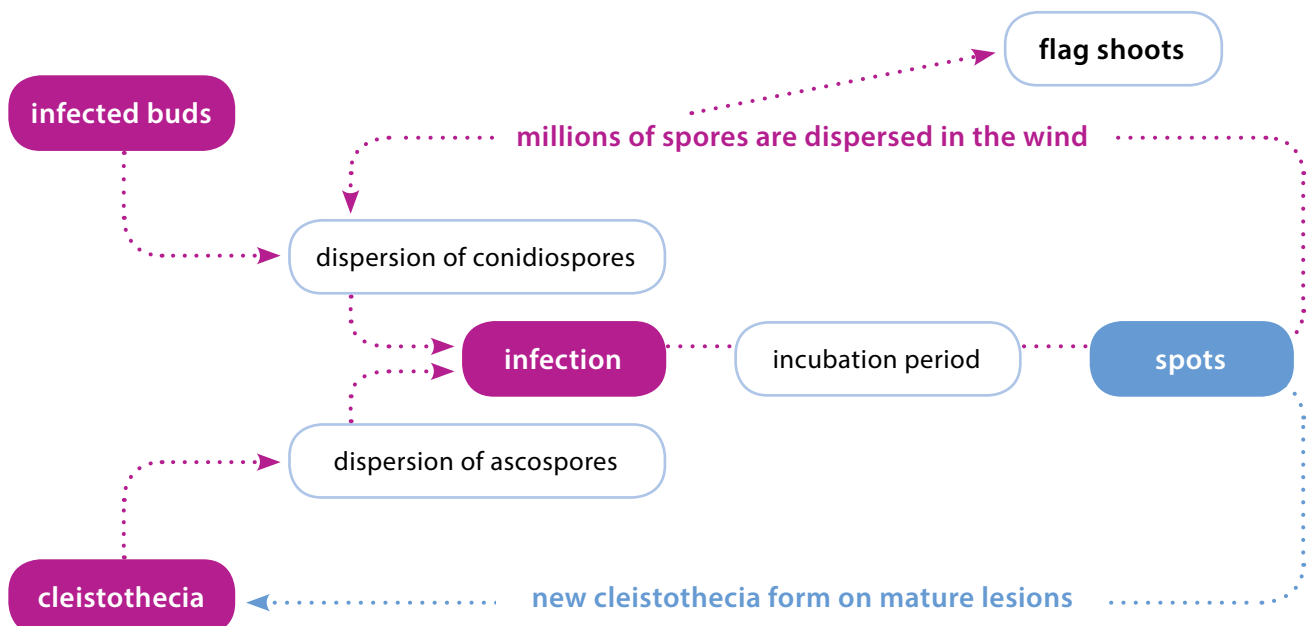 flag shoots
infected buds
millions of spores are dispersed in the wind
dispersion of conidiospores
infection
incubation period
spots
dispersion of ascospores
cleistothecia
new cleistothecia form on mature lesions